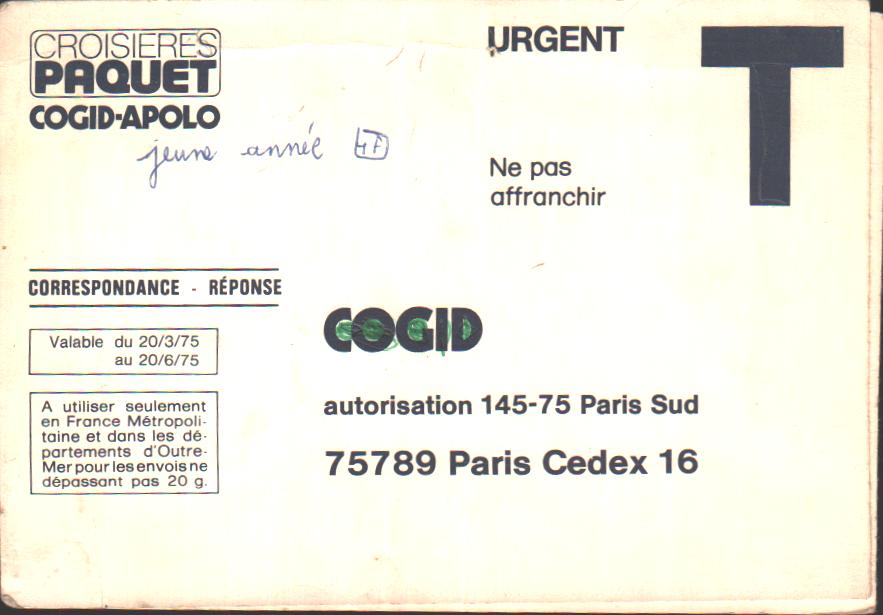 CROISIERES
PAQUET
COGID-APOLO
jeune année
URGENT
T
Ne pas
affranchir
CORRESPONDANCE - RÉPONSE
Valable du 20/3/75
au 20/6/75
A utiliser seulement
en France Métropoli-
taine et dans les dé-
partements d'Outre-
Mer pour les envois ne
dépassant pas 20 g.
COGID
autorisation 145-75 Paris Sud
75789 Paris Cedex 16